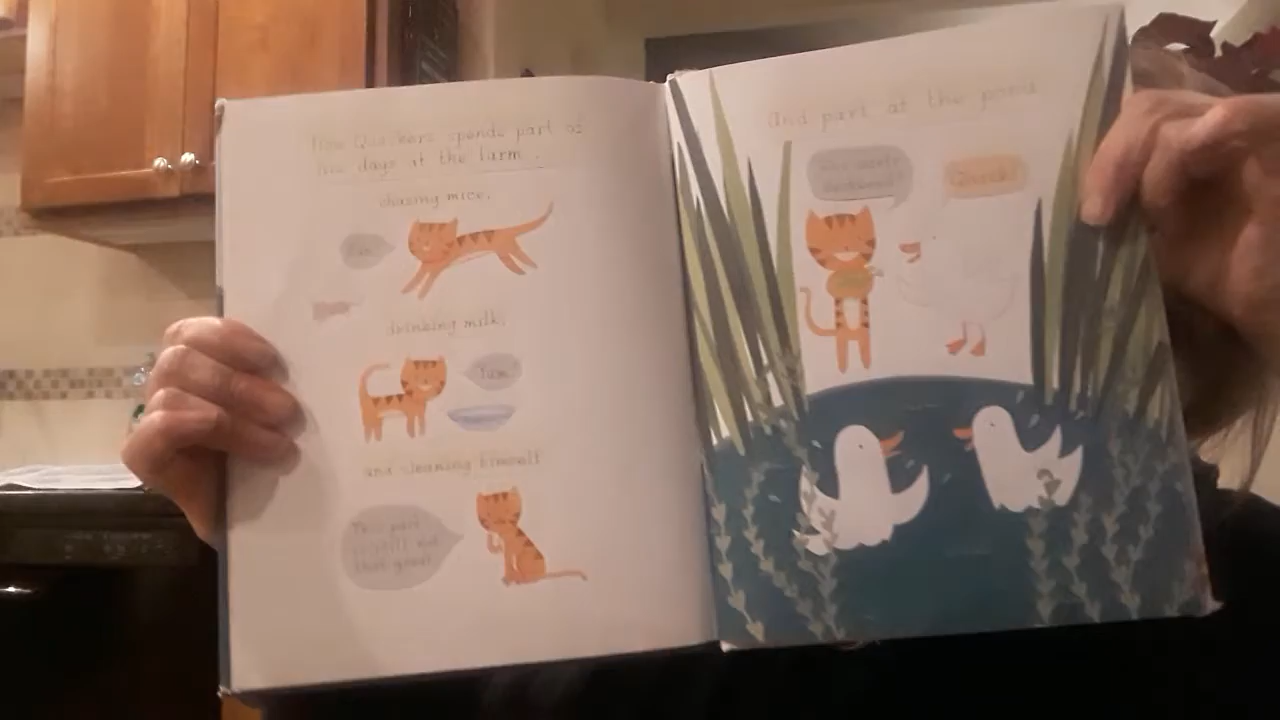 Now Quackers spends part of
his days at the farm,
chasing mice,
drinking milk,
Yum!
and cleaning himself
This part
is still not
that great.
And part at the pond
Quack!